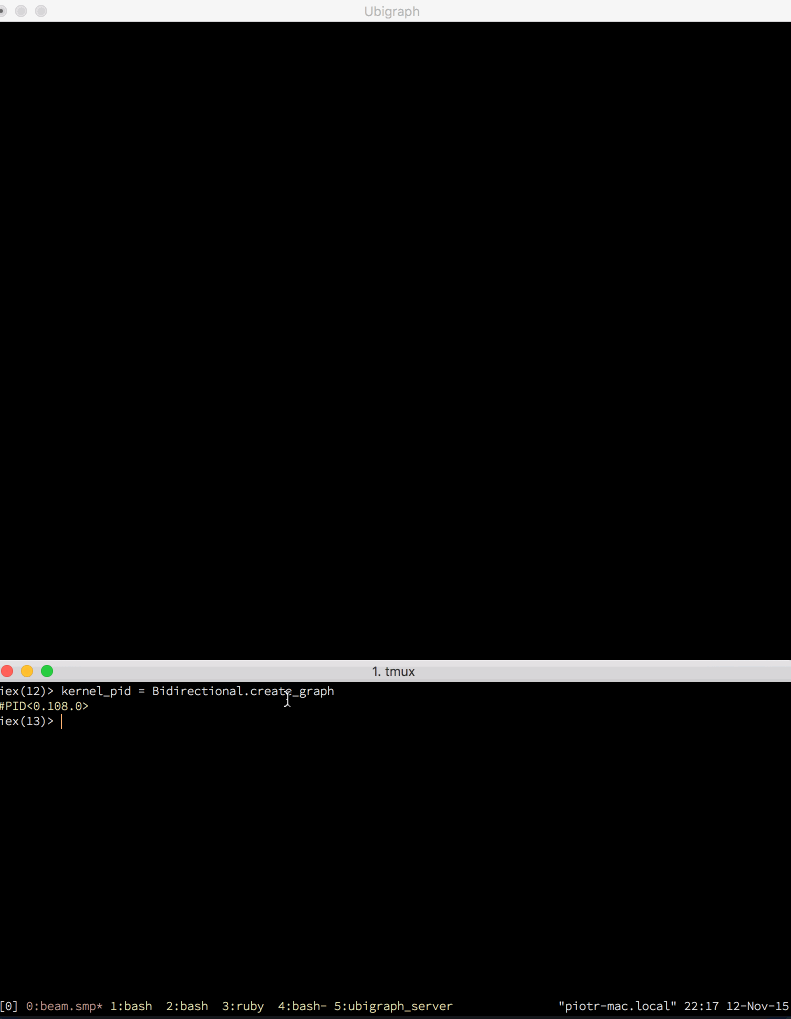 Ubigraph
1. tmux
iex(12)> kernel_pid = Bidirectional.create_graph
#PID<0.108.0>
iex(13)>
[0] 0:beam.smp* 1:bash  2:bash  3:ruby  4:bash- 5:ubigraph_server "piotr-mac.local" 22:17 12-Nov-15